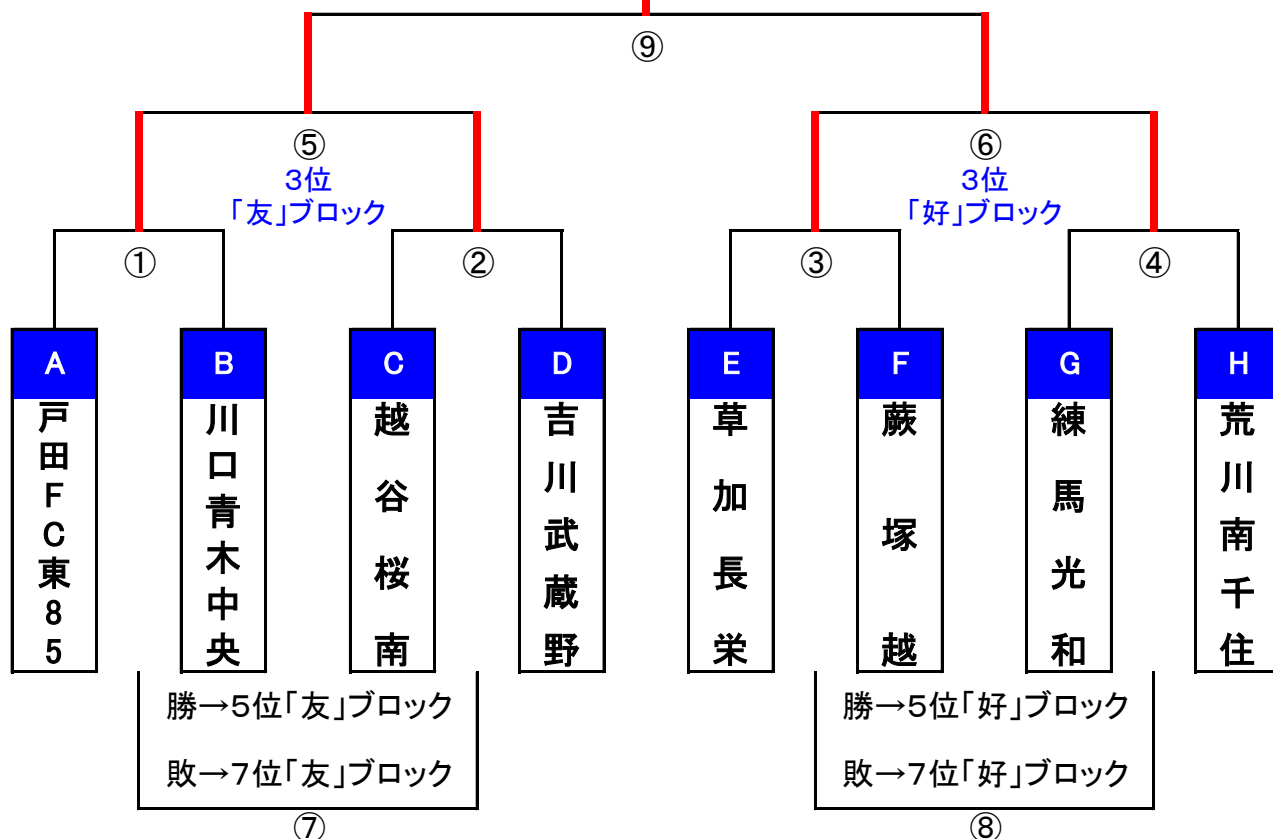 ⑨
⑤
3位
「友」ブロック
⑥
3位
「好」ブロック
①
②
③
④
A
B
C
D
E
F
G
H
戸田FC東85
川口青木中央
越谷桜南
吉川武蔵野
草加長栄
蕨塚越
練馬光和
荒川南千住
勝→5位「友」ブロック
敗→7位「友」ブロック
⑦
勝→5位「好」ブロック
敗→7位「好」ブロック
⑧